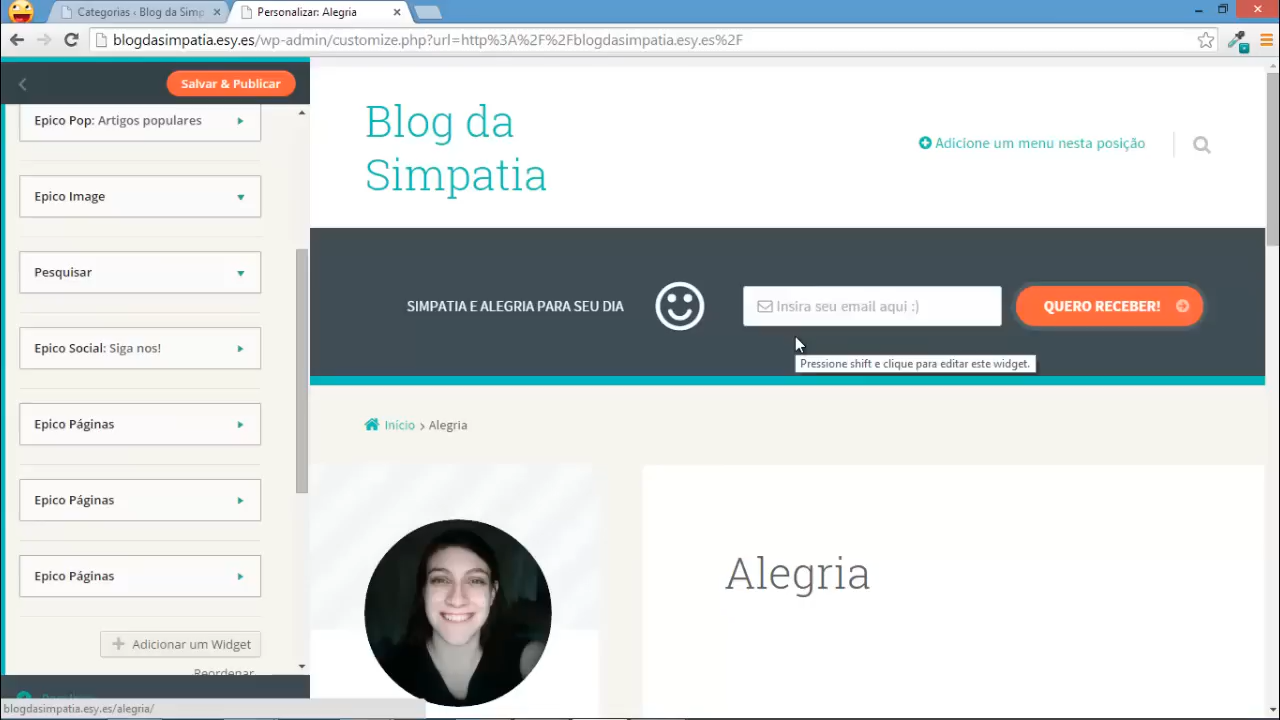 Categorias ‹ Blog da Simp
Personalizar: Alegria
blogdasimpatia.esy.es/wp-admin/customize.php?url=http%3A%2F%2Fblogdasimpatia.esy.es%2F
Salvar & Publicar
Epico Pop: Artigos populares
Epico Image
Pesquisar
Epico Social: Siga nos!
Epico Páginas
Epico Páginas
Epico Páginas
Adicionar um Widget
Reordenar
blogdasimpatia.esy.es/alegria/
Blog da
Simpatia
Adicione um menu nesta posição
SIMPATIA E ALEGRIA PARA SEU DIA
Insira seu email aqui :)
QUERO RECEBER!
Pressione shift e clique para editar este widget.
Início › Alegria
Alegria